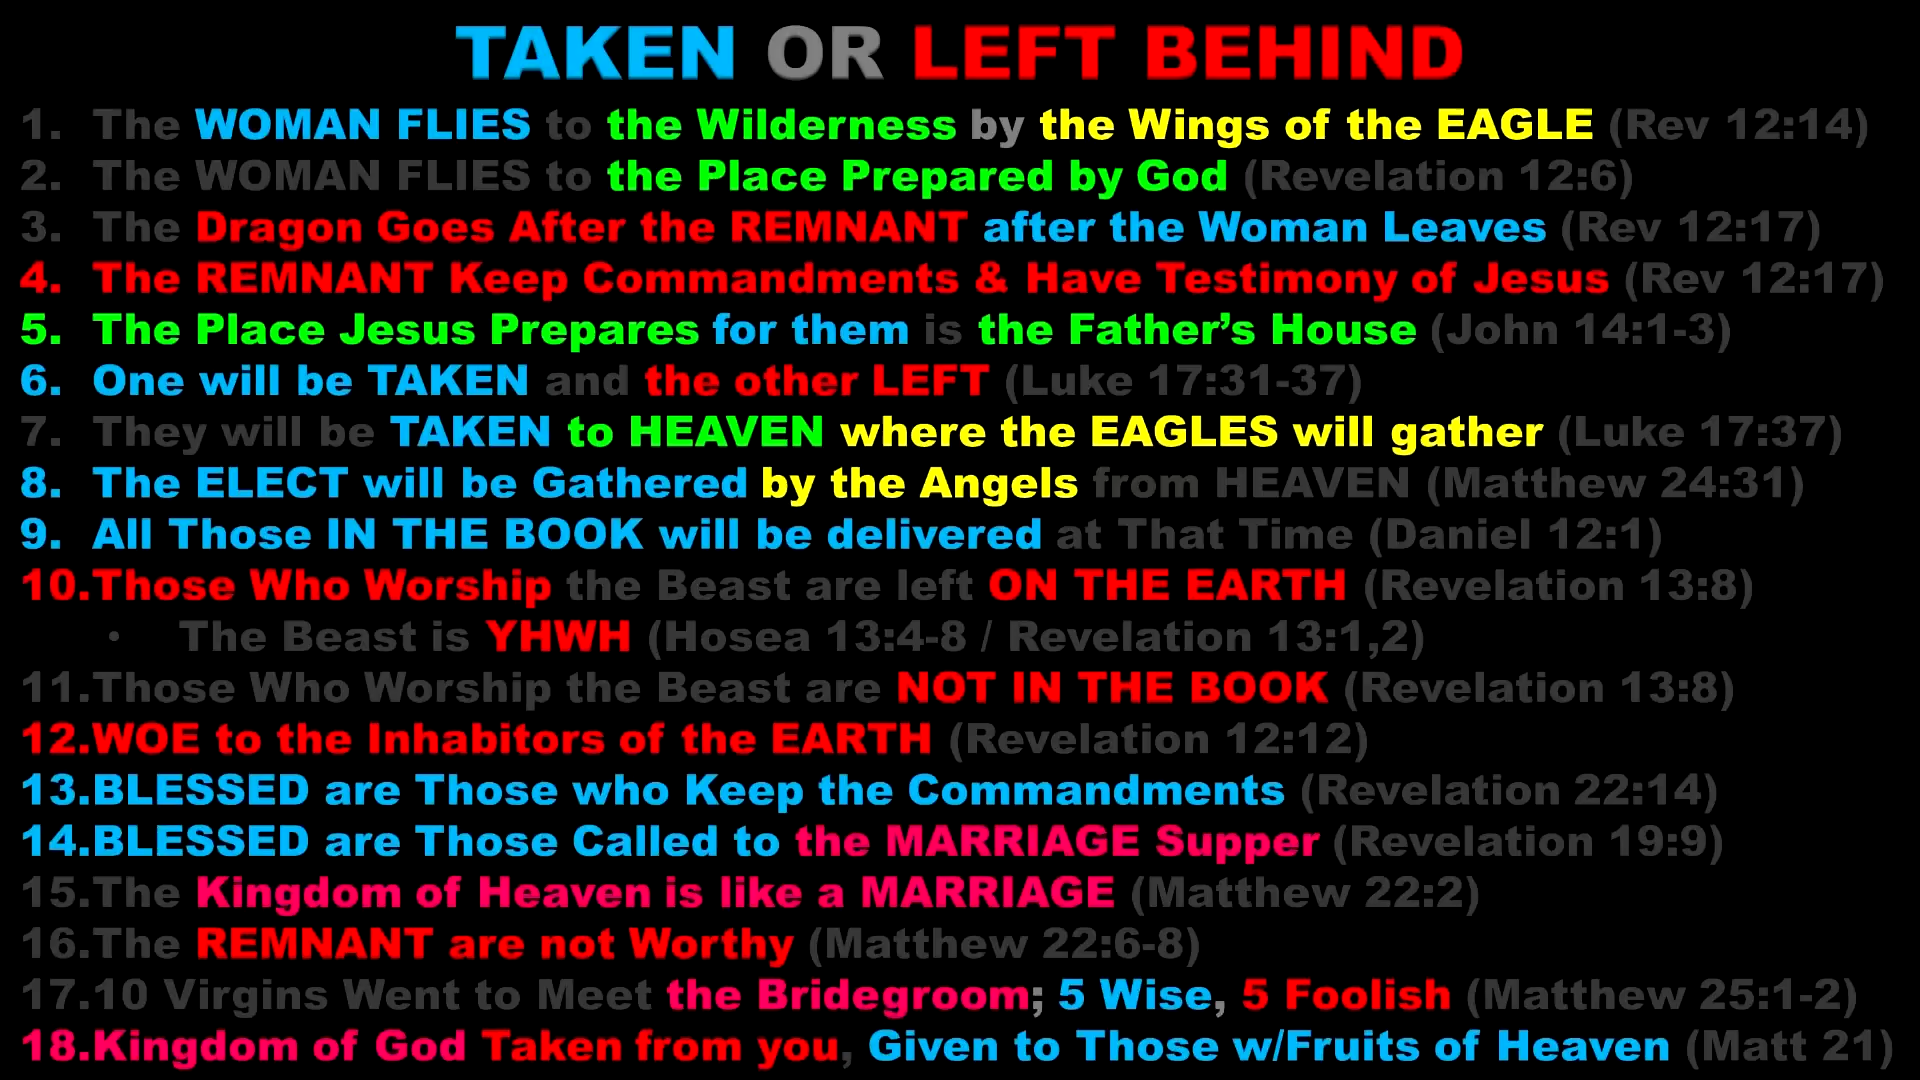 TAKEN OR LEFT BEHIND
1. The WOMAN FLIES to the Wilderness by the Wings of the EAGLE (Rev 12:14)
2. The WOMAN FLIES to the Place Prepared by God (Revelation 12:6)
3. The Dragon Goes After the REMNANT after the Woman Leaves (Rev 12:17)
4. The REMNANT Keep Commandments & Have Testimony of Jesus (Rev 12:17)
5. The Place Jesus Prepares for them is the Father’s House (John 14:1-3)
6. One will be TAKEN and the other LEFT (Luke 17:31-37)
7. They will be TAKEN to HEAVEN where the EAGLES will gather (Luke 17:37)
8. The ELECT will be Gathered by the Angels from HEAVEN (Matthew 24:31)
9. All Those IN THE BOOK will be delivered at That Time (Daniel 12:1)
10.Those Who Worship the Beast are left ON THE EARTH (Revelation 13:8)
• The Beast is YHWH (Hosea 13:4-8 / Revelation 13:1,2)
11.Those Who Worship the Beast are NOT IN THE BOOK (Revelation 13:8)
12.WOE to the Inhabitors of the EARTH (Revelation 12:12)
13.BLESSED are Those who Keep the Commandments (Revelation 22:14)
14.BLESSED are Those Called to the MARRIAGE Supper (Revelation 19:9)
15.The Kingdom of Heaven is like a MARRIAGE (Matthew 22:2)
16.The REMNANT are not Worthy (Matthew 22:6-8)
17.10 Virgins Went to Meet the Bridegroom; 5 Wise, 5 Foolish (Matthew 25:1-2)
18.Kingdom of God Taken from you, Given to Those w/Fruits of Heaven (Matt 21)